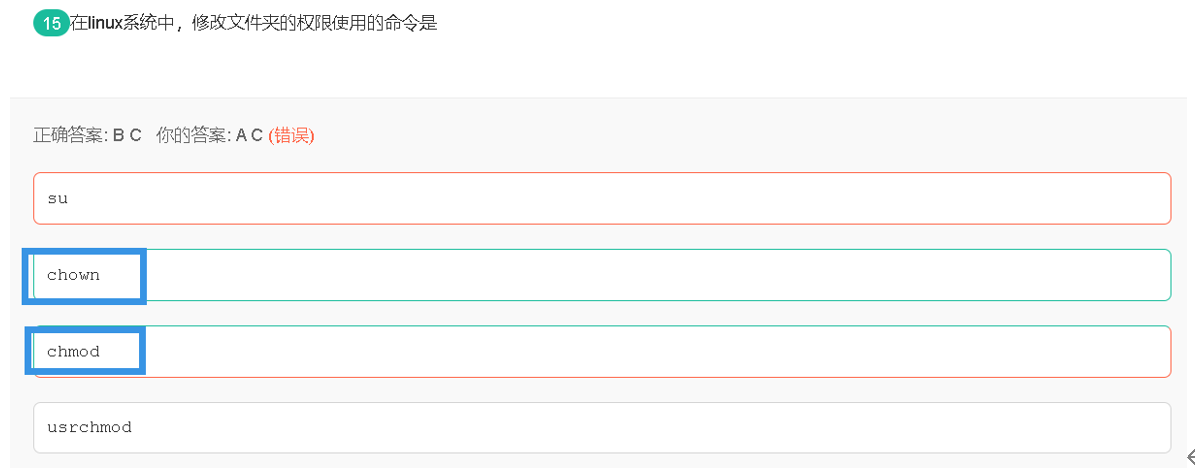 15 在linux系统中，修改文件夹的权限使用的命令是
正确答案: B C 你的答案: A C (错误)
su
chown
chmod
usrchmod